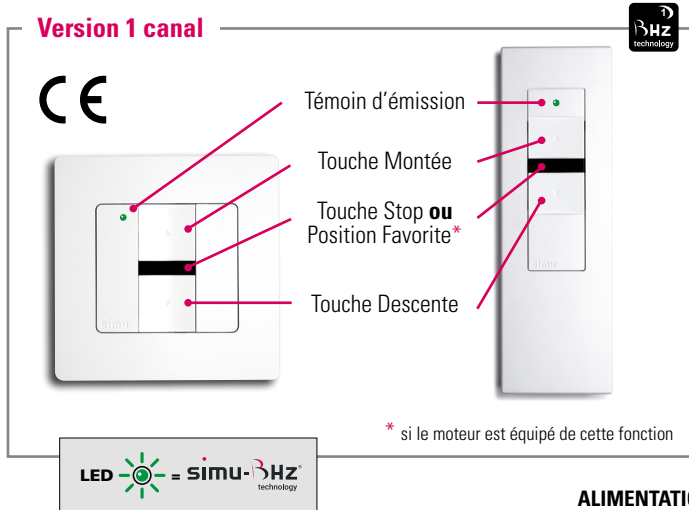 Version 1 canal
BHZ
technology
CE
Témoin d'émission
Touche Montée
Touche Stop ou
Position Favorite*
Touche Descente
simu
simu
* si le moteur est équipé de cette fonction
LED = simu-BHZ
technology